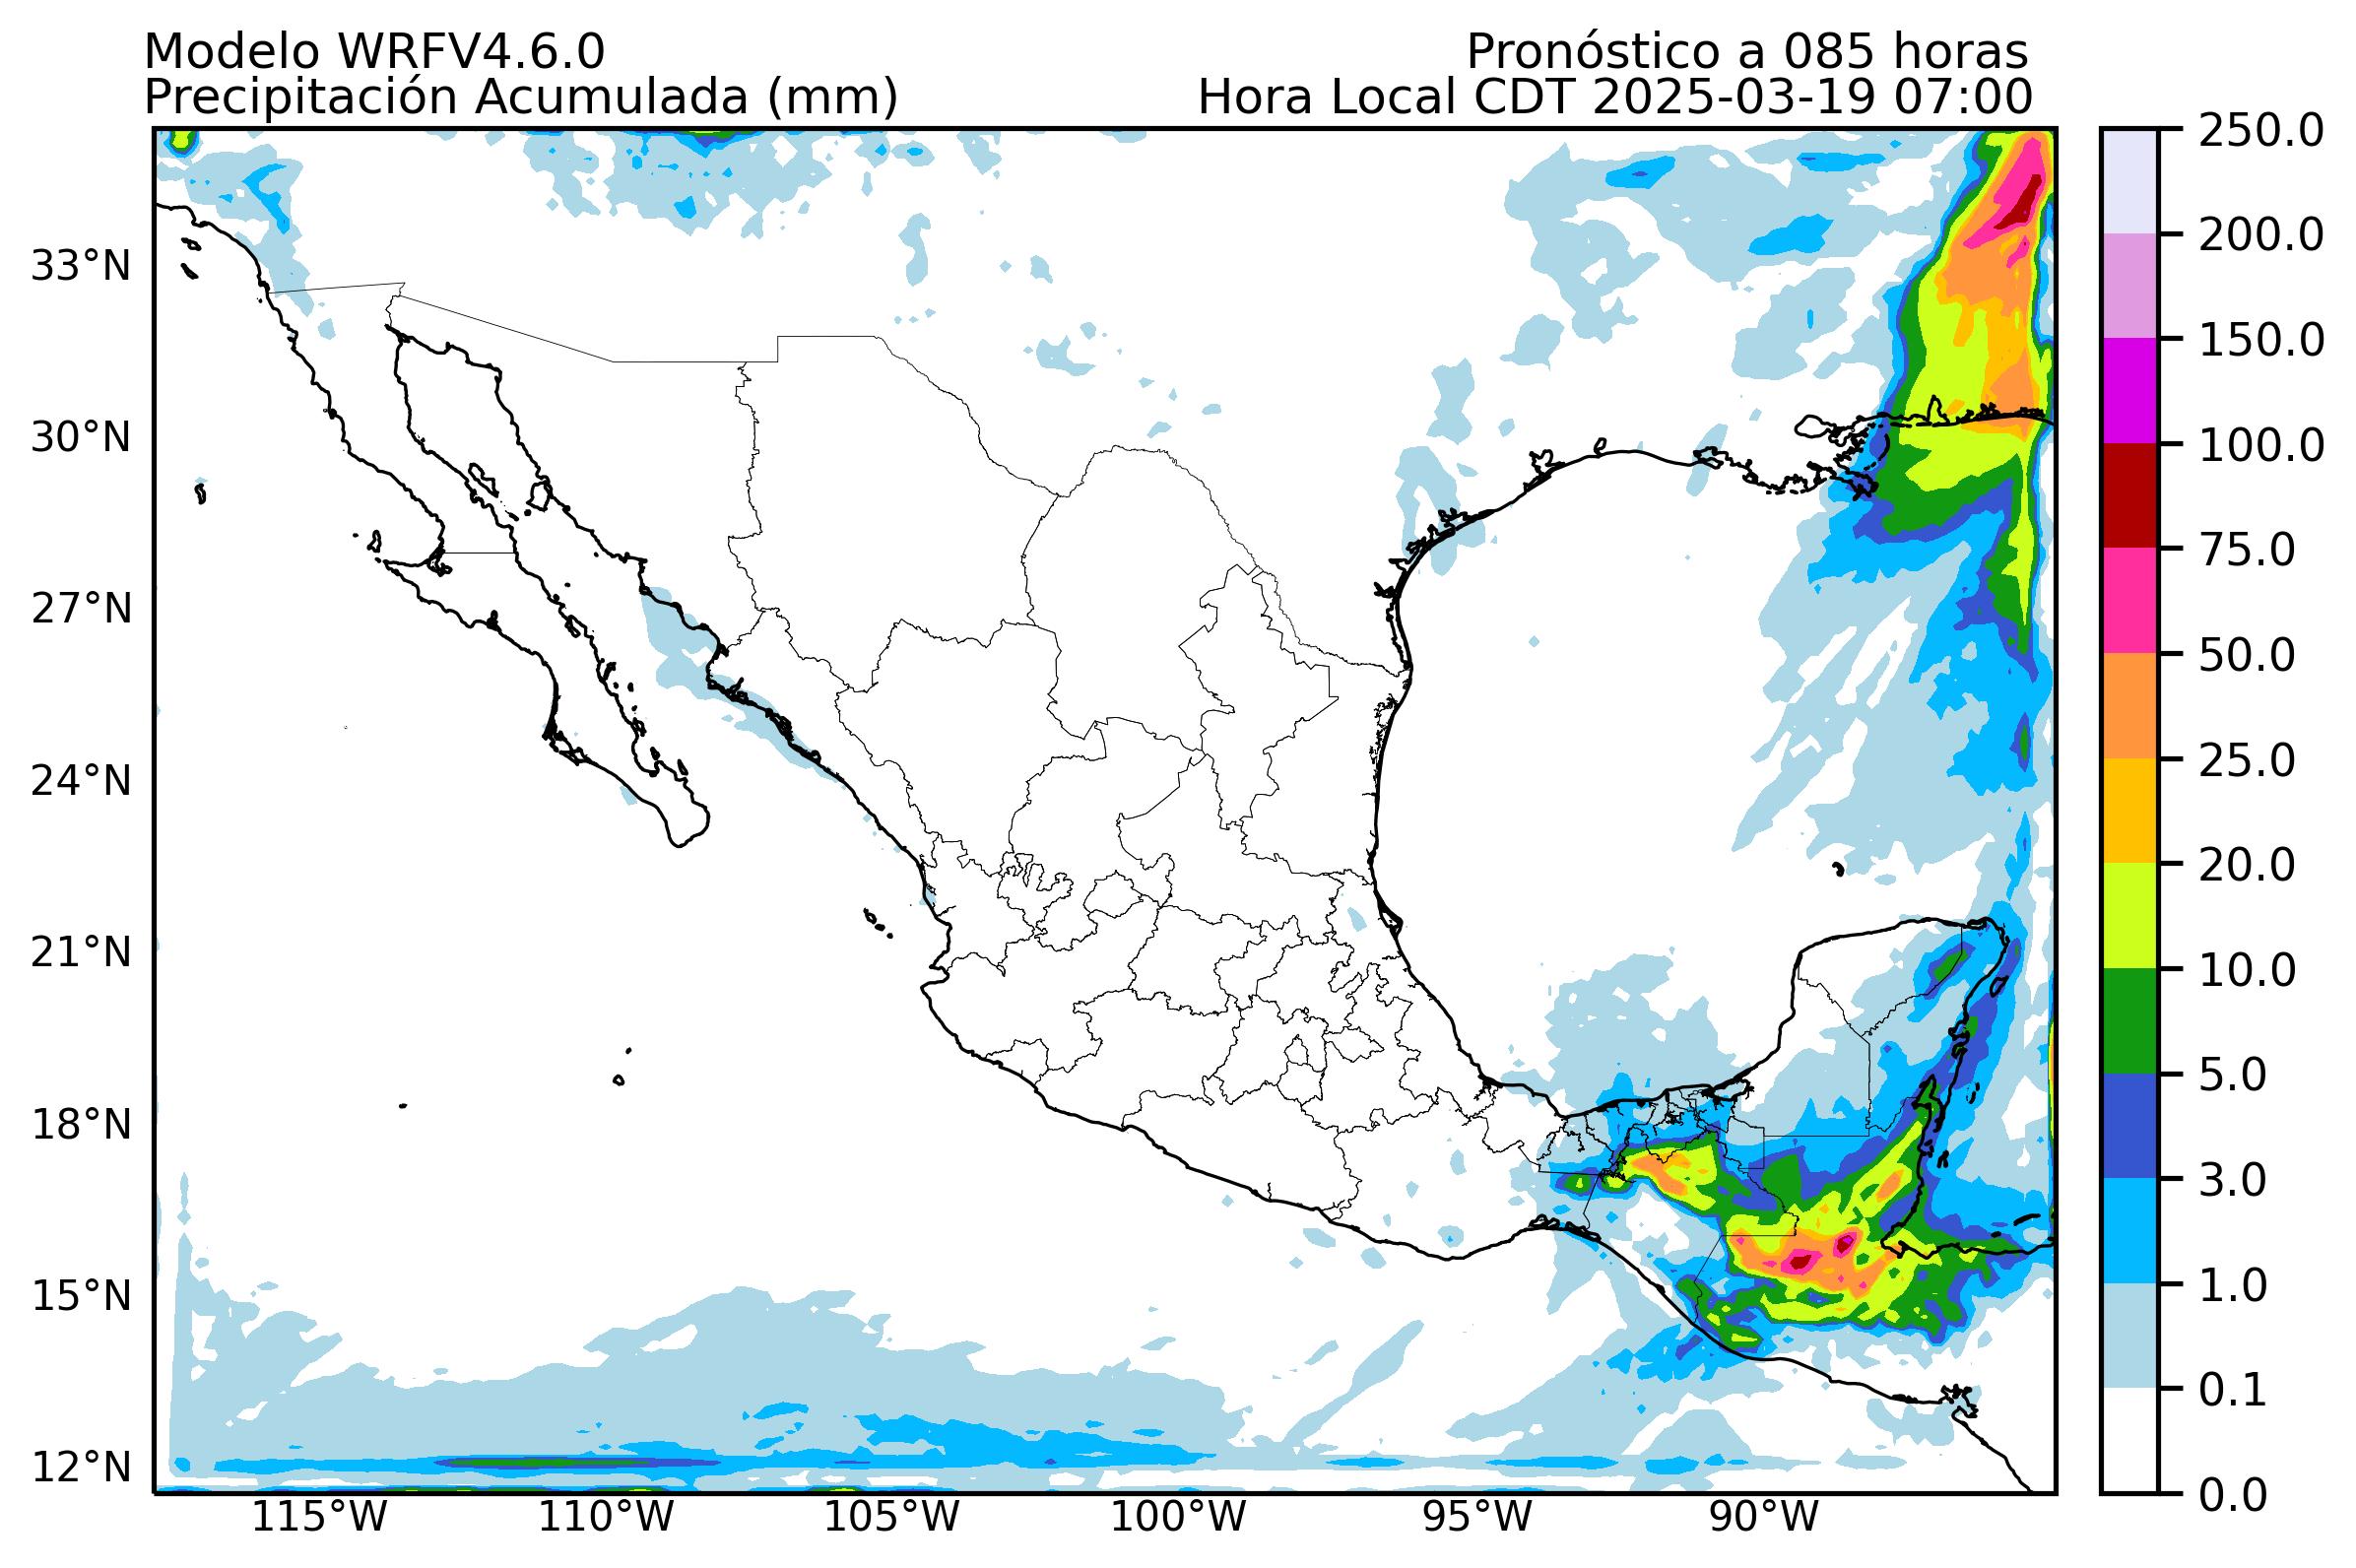 Modelo WRFV4.6.0
Pronóstico a 085 horas
Precipitación Acumulada (mm)
Hora Local CDT 2025-03-19 07:00
33°N
30°N
27°N
24°N
21°N
18°N
15°N
12°N
115°W
110°W
105°W
100°W
95°W
90°W
250.0
200.0
150.0
100.0
75.0
50.0
25.0
20.0
10.0
5.0
3.0
1.0
0.1
0.0